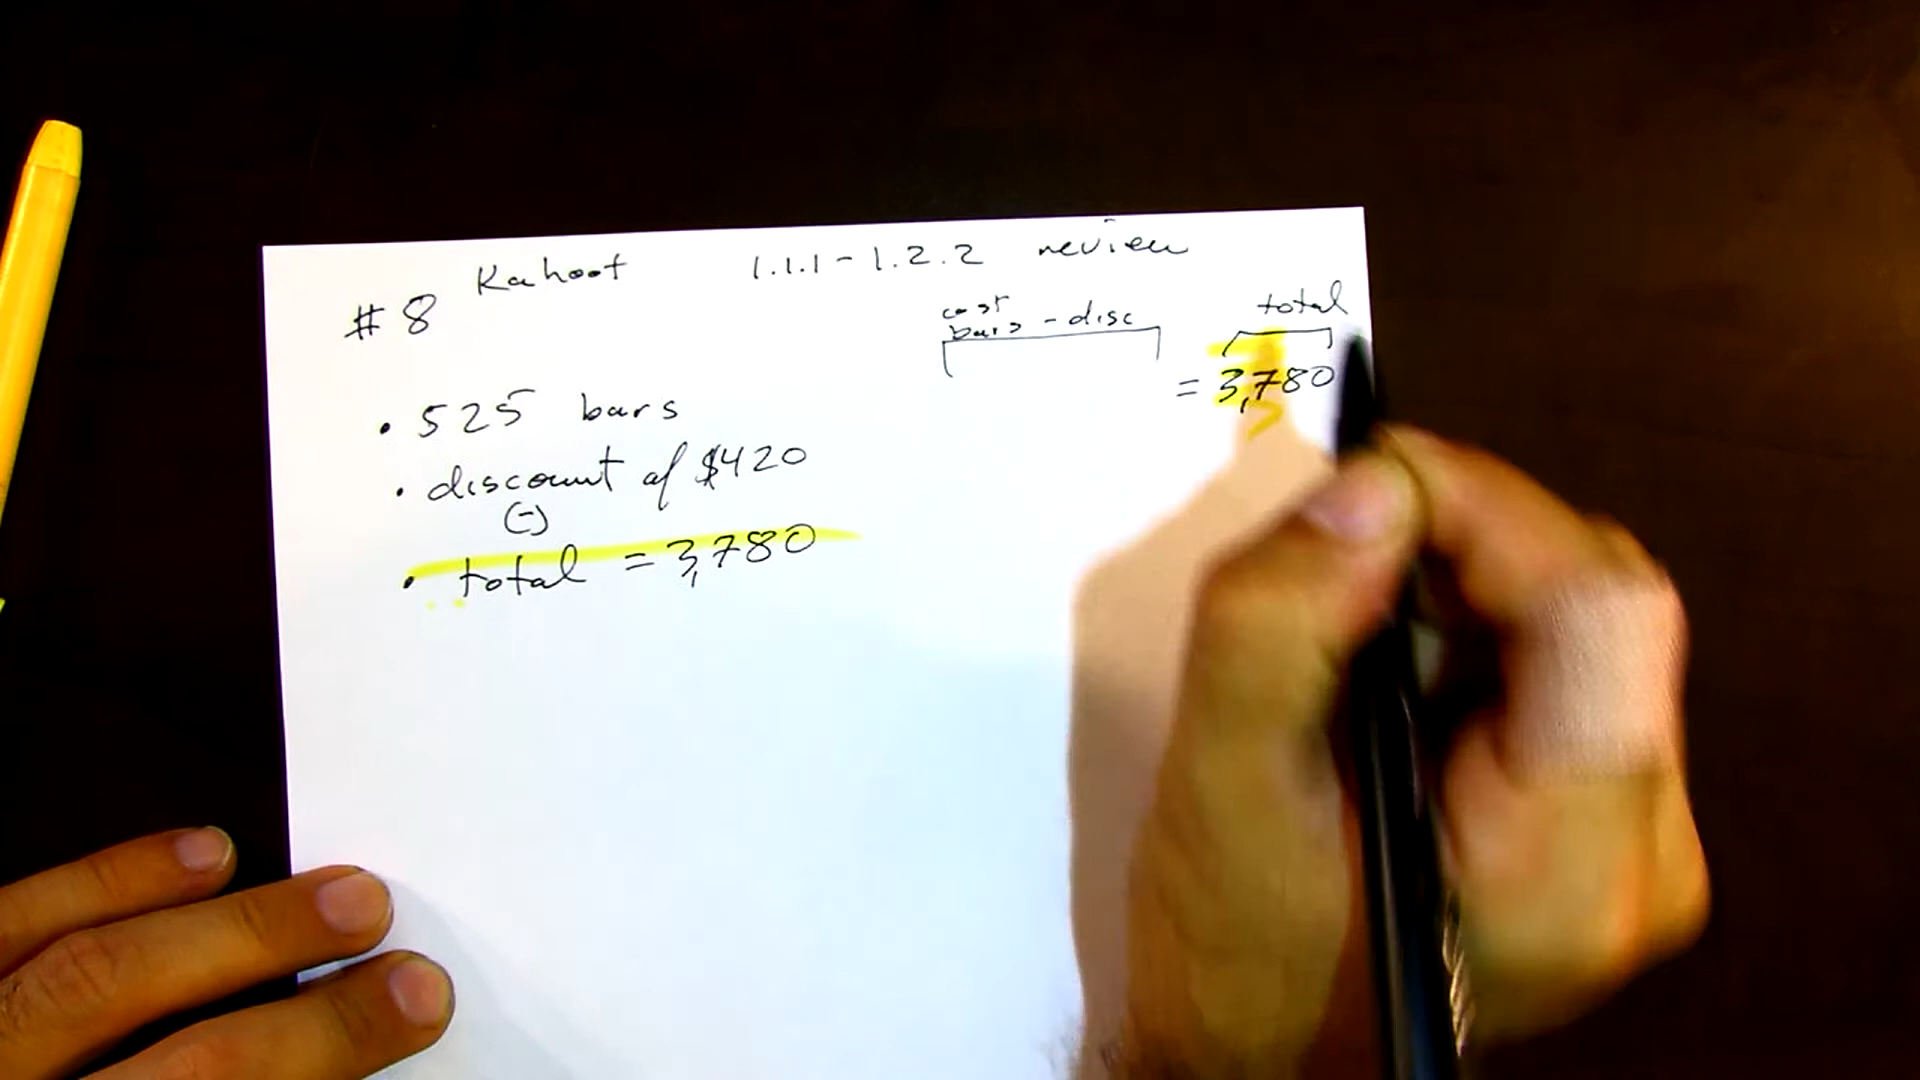 Kahoot 1.1.1 - 1.2.2 review
# 8
cost
bars - disc
total
= 3,780
• 525 bars
• discount of $420
(-)
• total = 3,780